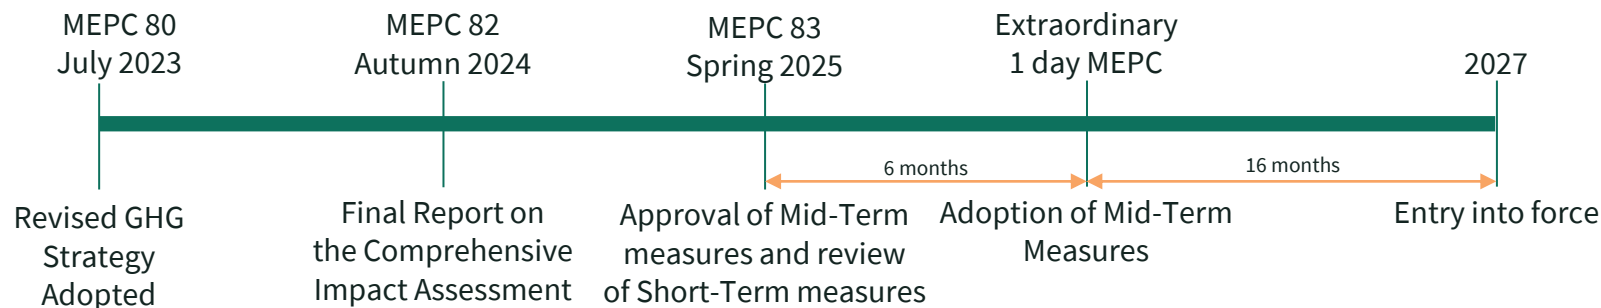 MEPC 80
July 2023
MEPC 82
Autumn 2024
MEPC 83
Spring 2025
Extraordinary
1 day MEPC
2027
6 months
16 months
Revised GHG
Strategy
Adopted
Final Report on
the Comprehensive
Impact Assessment
Approval of Mid-Term
measures and review
of Short-Term measures
Adoption of Mid-Term
Measures
Entry into force